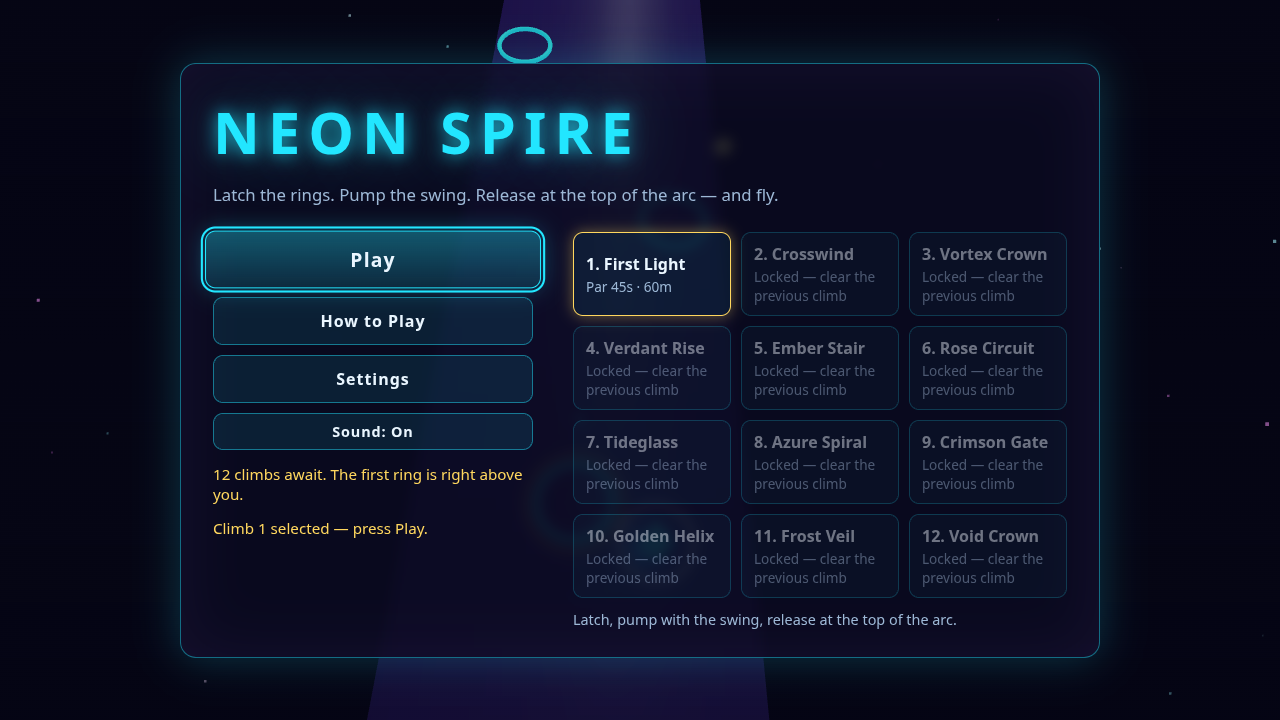 NEON SPIRE
Latch the rings. Pump the swing. Release at the top of the arc — and fly.
Play
How to Play
Settings
Sound: On
12 climbs await. The first ring is right above
you.
Climb 1 selected — press Play.
1. First Light
Par 45s · 60m
2. Crosswind
Locked — clear the
previous climb
3. Vortex Crown
Locked — clear the
previous climb
4. Verdant Rise
Locked — clear the
previous climb
5. Ember Stair
Locked — clear the
previous climb
6. Rose Circuit
Locked — clear the
previous climb
7. Tideglass
Locked — clear the
previous climb
8. Azure Spiral
Locked — clear the
previous climb
9. Crimson Gate
Locked — clear the
previous climb
10. Golden Helix
Locked — clear the
previous climb
11. Frost Veil
Locked — clear the
previous climb
12. Void Crown
Locked — clear the
previous climb
Latch, pump with the swing, release at the top of the arc.